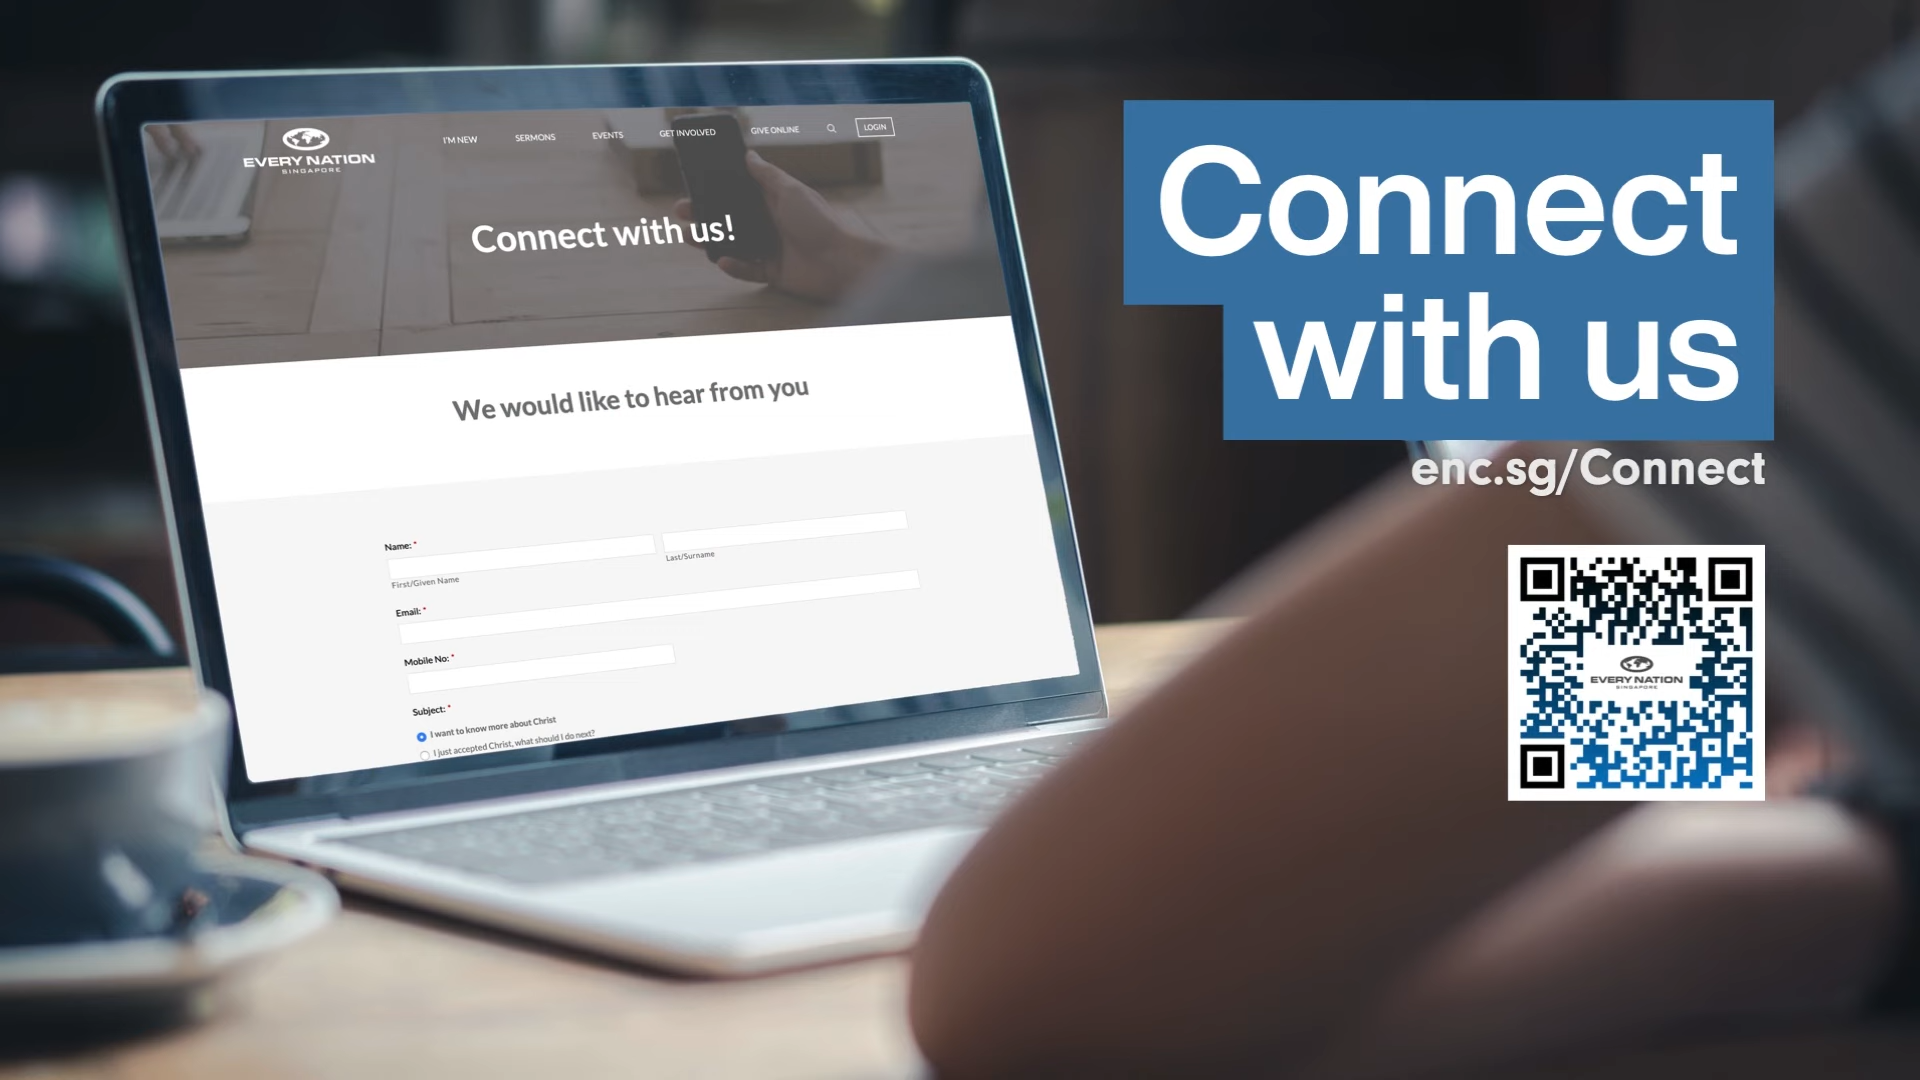 EVERY NATION
SINGAPORE
I'M NEW
SERMONS
EVENTS
GET INVOLVED
GIVE ONLINE
LOGIN
Connect with us!
We would like to hear from you
Name: *
First/Given Name
Last/Surname
Email: *
Mobile No: *
Subject: *
I want to know more about Christ
I just accepted Christ, what should I do next?
Connect
with us
enc.sg/Connect
EVERY NATION
SINGAPORE